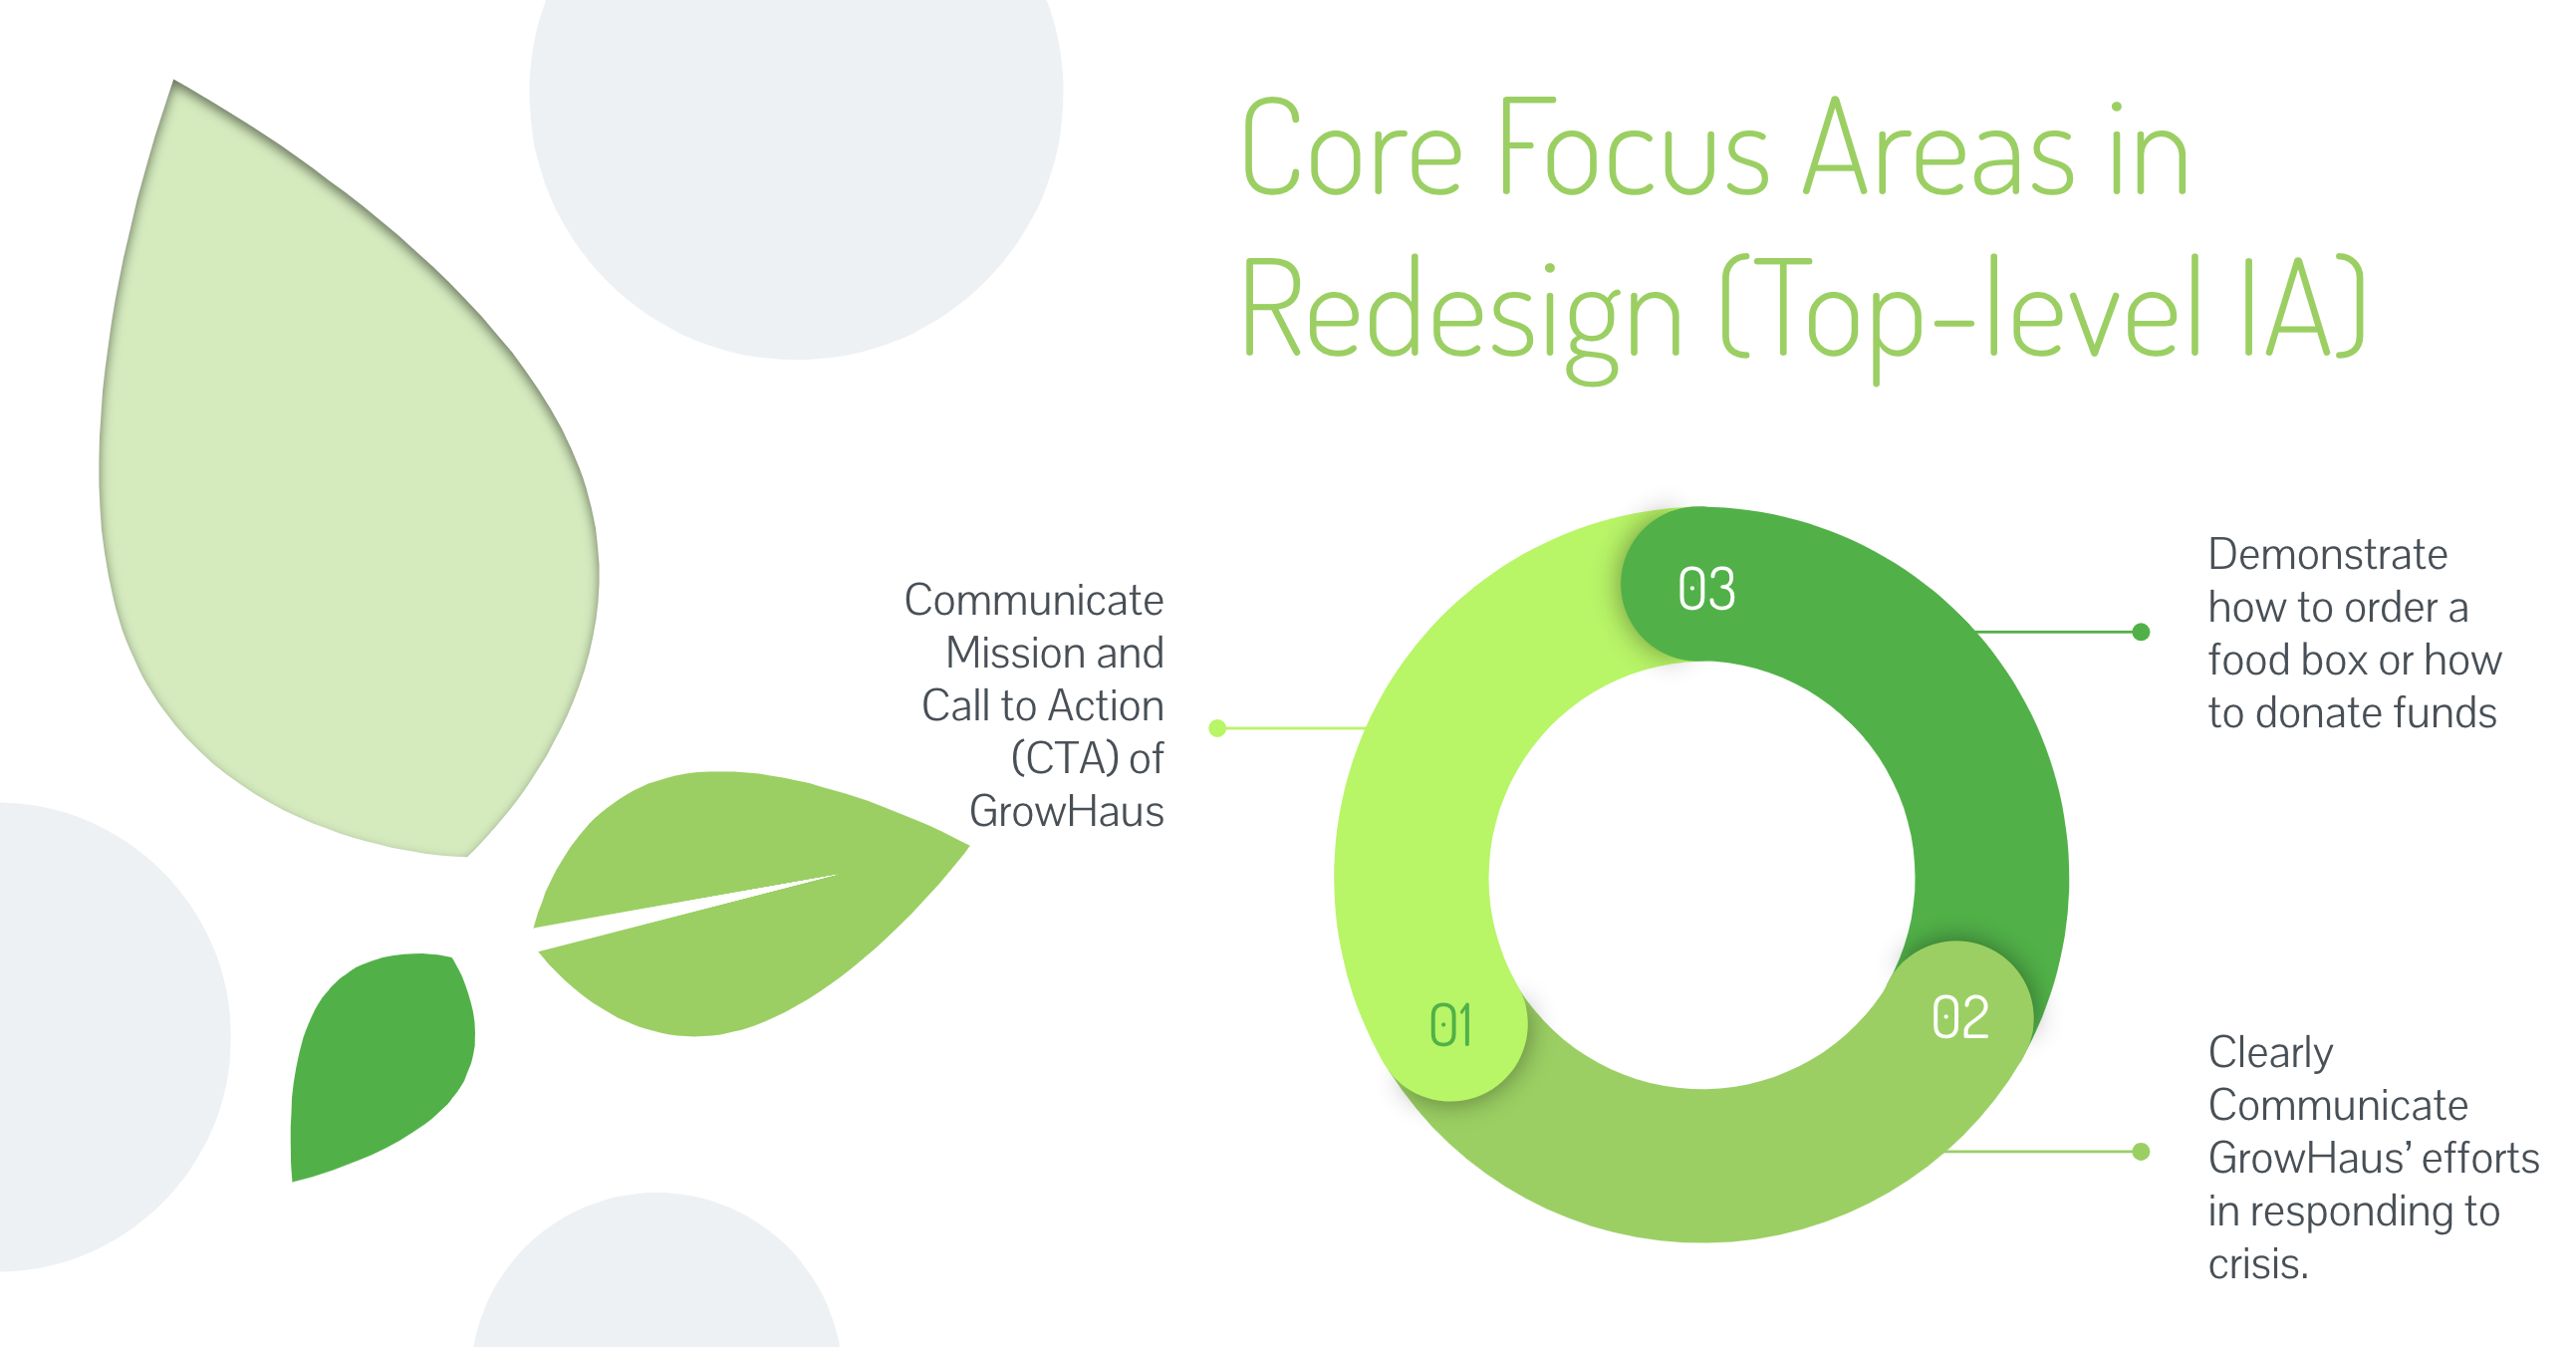 Core Focus Areas in
Redesign (Top-level IA)
Communicate
Mission and
Call to Action
(CTA) of
GrowHaus
01
03
Demonstrate
how to order a
food box or how
to donate funds
02
Clearly
Communicate
GrowHaus’ efforts
in responding to
crisis.